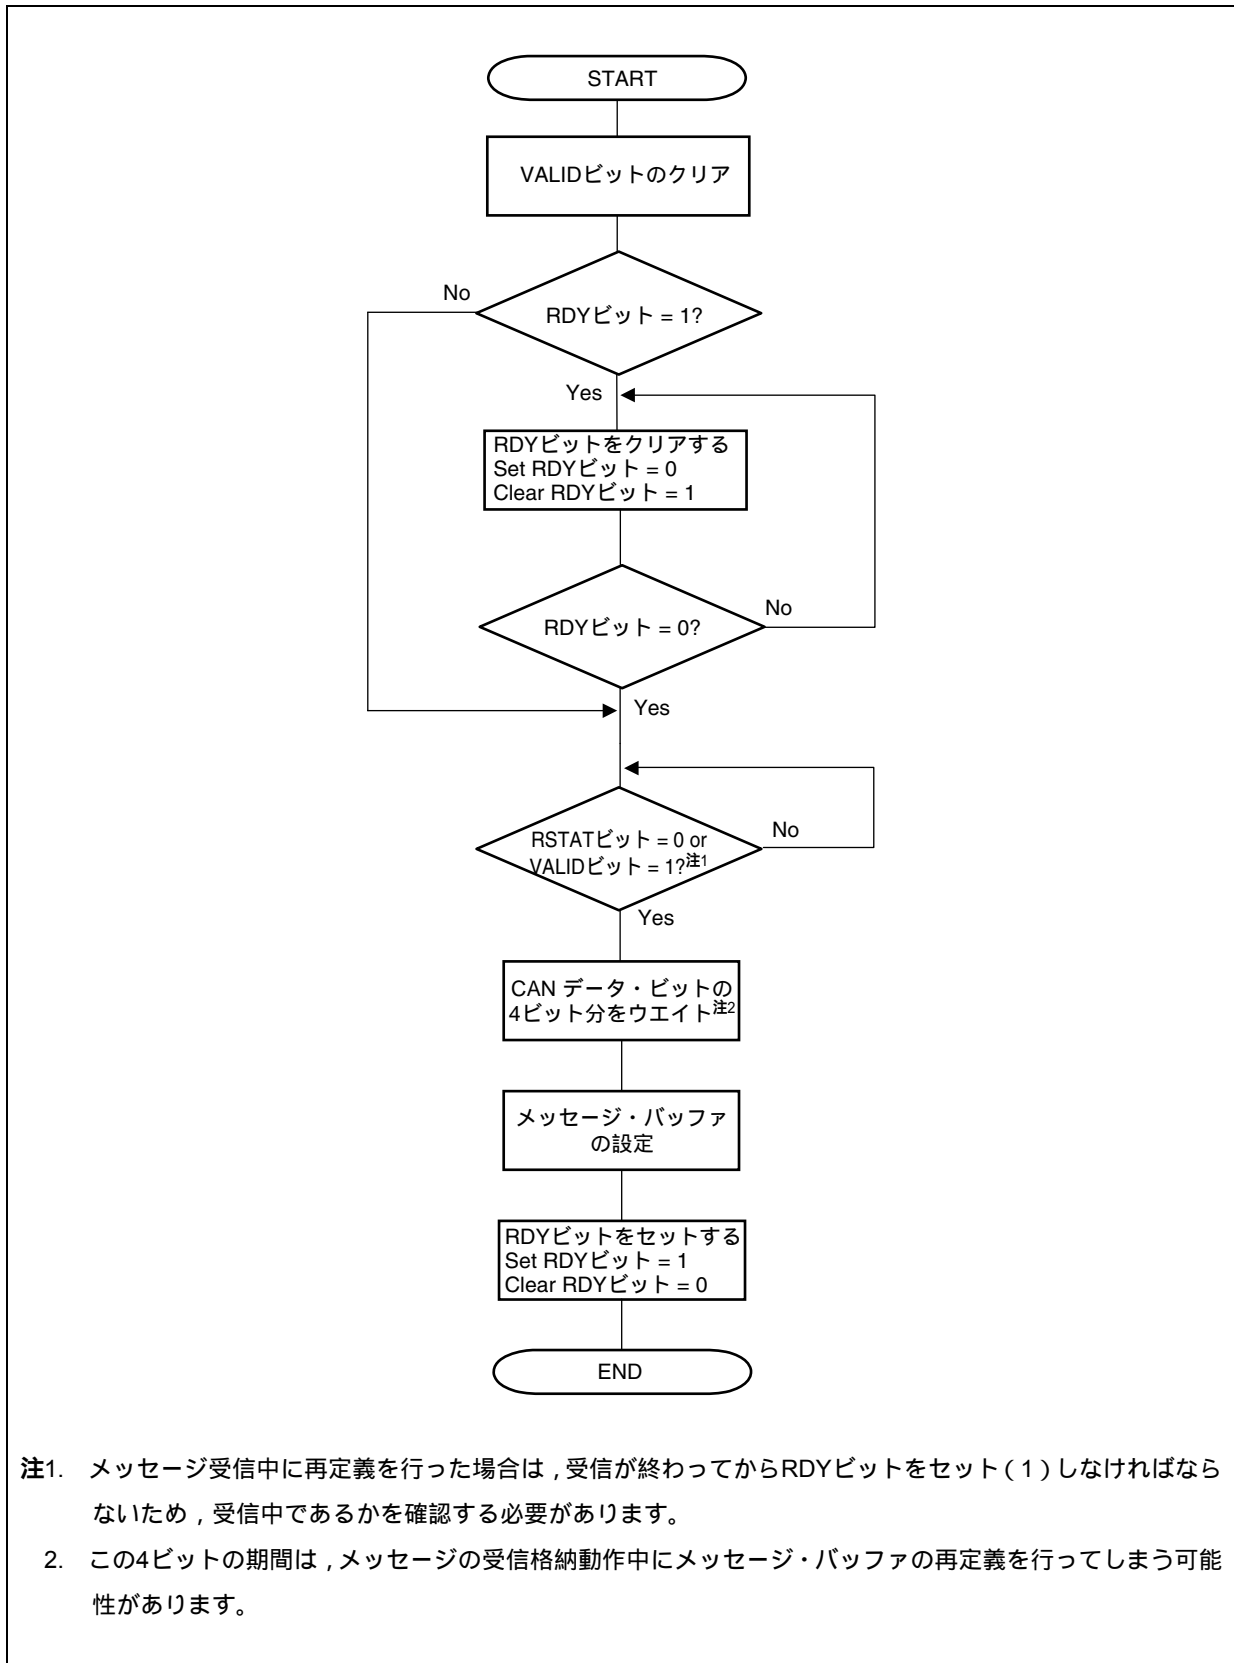 START
VALIDビットのクリア
No
RDYビット = 1?
Yes
RDYビットをクリアする
Set RDYビット = 0
Clear RDYビット = 1
RDYビット = 0?
No
Yes
RSTATビット = 0 or
VALIDビット = 1?注1
No
Yes
CAN データ・ビットの
4ビット分をウエイト注2
メッセージ・バッファ
の設定
RDYビットをセットする
Set RDYビット = 1
Clear RDYビット = 0
END
注1. メッセージ受信中に再定義を行った場合は，受信が終わってからRDYビットをセット（1）しなければなら
ないため，受信中であるかを確認する必要があります。
2. この4ビットの期間は，メッセージの受信格納動作中にメッセージ・バッファの再定義を行ってしまう可能
性があります。